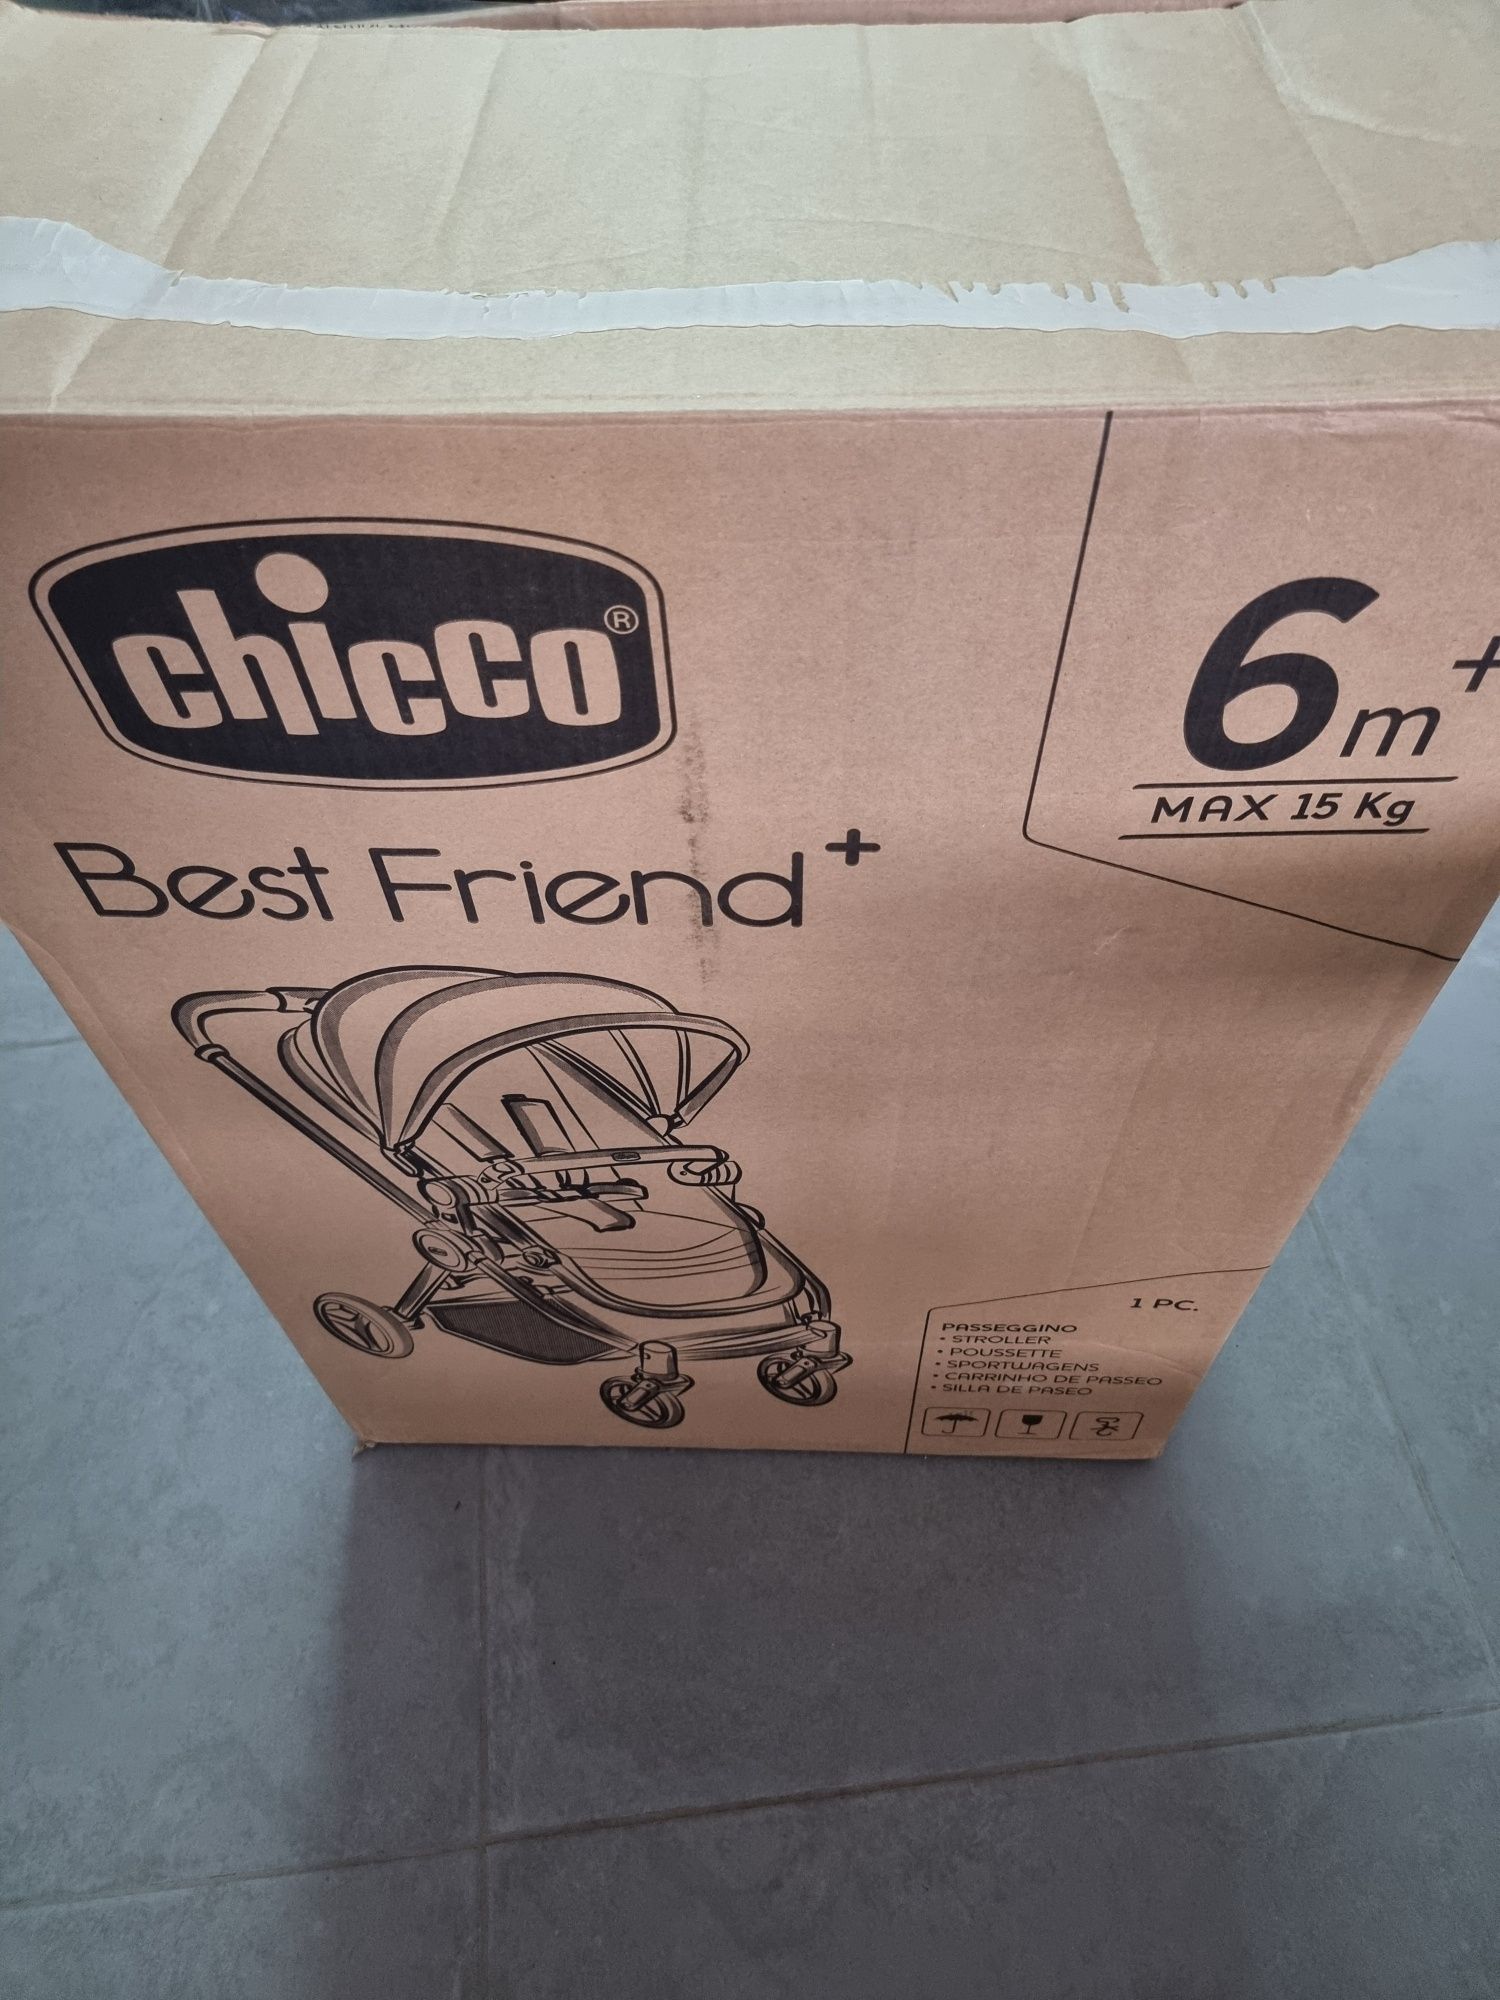 chicco®
6m+
MAX 15 Kg
Best Friend+
1 PC.
PASSEGGINO
• STROLLER
• POUSSETTE
• SPORTWAGENS
• CARRINHO DE PASSEO
• SILLA DE PASEO